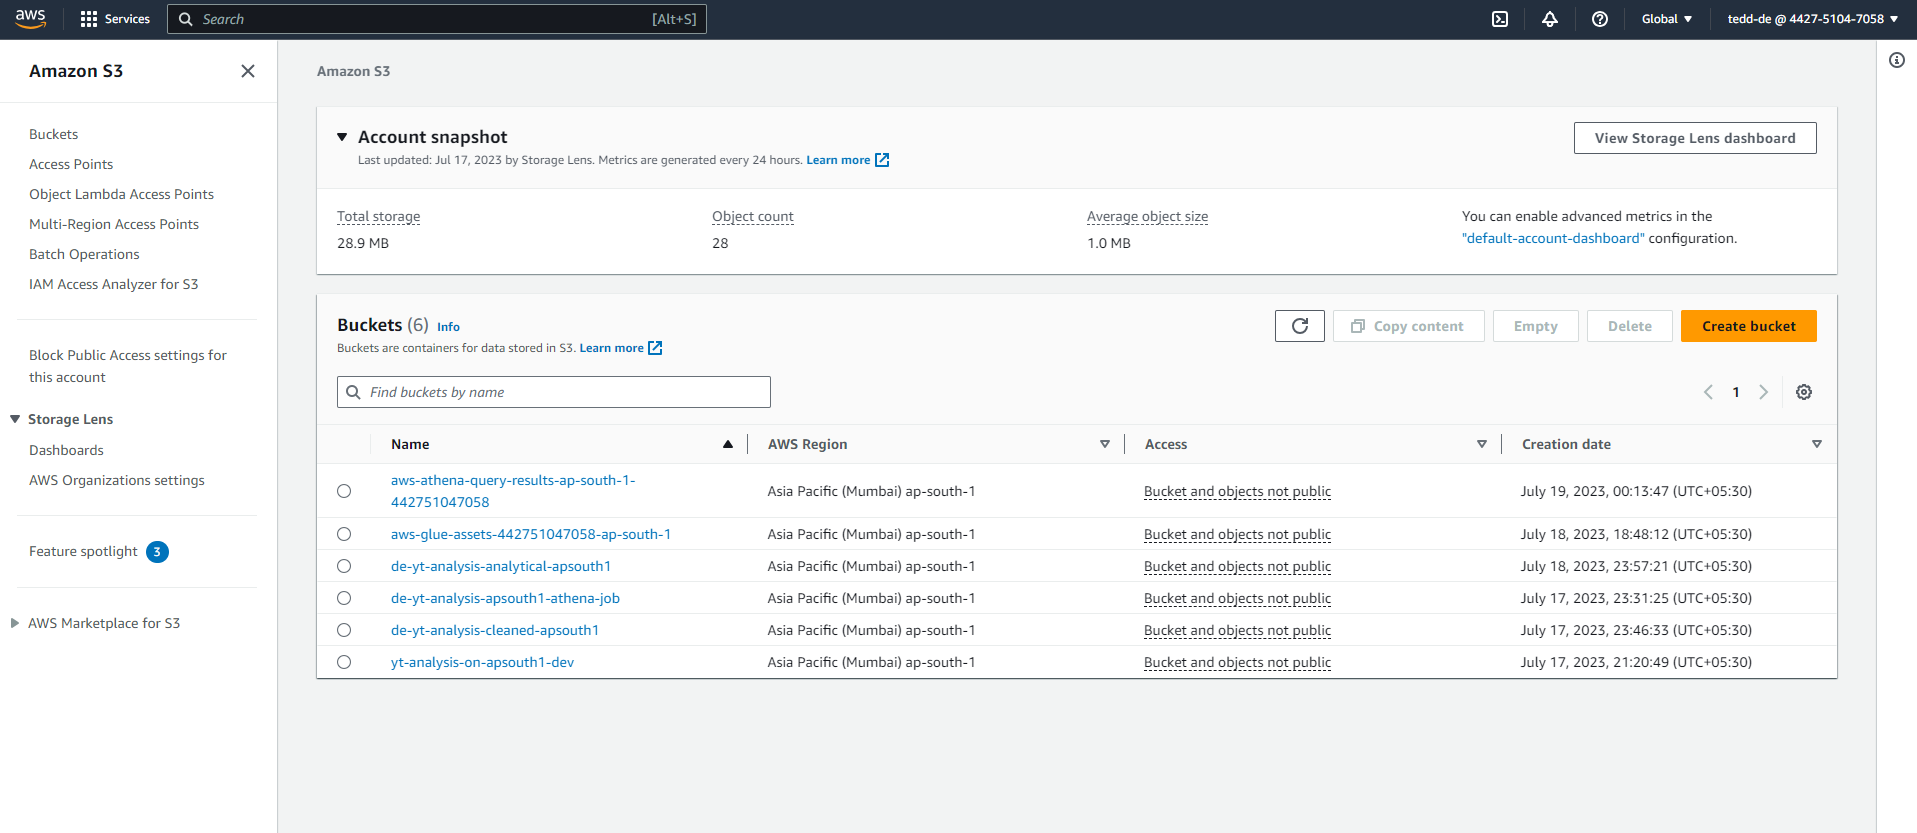 aws
Services
Search
[Alt+S]
Global
tedd-de @ 4427-5104-7058
Amazon S3
Buckets
Access Points
Object Lambda Access Points
Multi-Region Access Points
Batch Operations
IAM Access Analyzer for S3
Block Public Access settings for
this account
Storage Lens
Dashboards
AWS Organizations settings
Feature spotlight 3
AWS Marketplace for S3
Amazon S3
Account snapshot
Last updated: Jul 17, 2023 by Storage Lens. Metrics are generated every 24 hours. Learn more
View Storage Lens dashboard
Total storage
28.9 MB
Object count
28
Average object size
1.0 MB
You can enable advanced metrics in the
"default-account-dashboard" configuration.
Buckets (6) Info
Buckets are containers for data stored in S3. Learn more
Copy content
Empty
Delete
Create bucket
Find buckets by name
1
Name AWS Region Access Creation date
aws-athena-query-results-ap-south-1-
442751047058
Asia Pacific (Mumbai) ap-south-1 Bucket and objects not public July 19, 2023, 00:13:47 (UTC+05:30)
aws-glue-assets-442751047058-ap-south-1 Asia Pacific (Mumbai) ap-south-1 Bucket and objects not public July 18, 2023, 18:48:12 (UTC+05:30)
de-yt-analysis-analytical-apsouth1 Asia Pacific (Mumbai) ap-south-1 Bucket and objects not public July 18, 2023, 23:57:21 (UTC+05:30)
de-yt-analysis-apsouth1-athena-job Asia Pacific (Mumbai) ap-south-1 Bucket and objects not public July 17, 2023, 23:31:25 (UTC+05:30)
de-yt-analysis-cleaned-apsouth1 Asia Pacific (Mumbai) ap-south-1 Bucket and objects not public July 17, 2023, 23:46:33 (UTC+05:30)
yt-analysis-on-apsouth1-dev Asia Pacific (Mumbai) ap-south-1 Bucket and objects not public July 17, 2023, 21:20:49 (UTC+05:30)